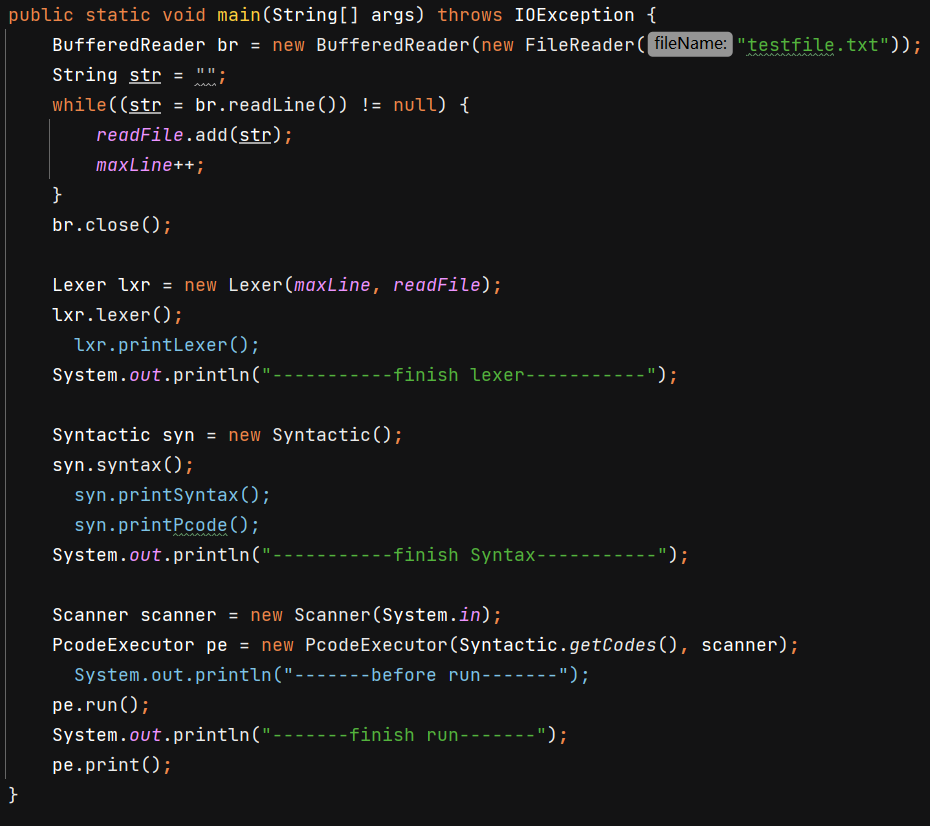 public static void main(String[] args) throws IOException {
    BufferedReader br = new BufferedReader(new FileReader( fileName: "testfile.txt"));
    String str = "";
    while((str = br.readLine()) != null) {
        readFile.add(str);
        maxLine++;
    }
    br.close();

    Lexer lxr = new Lexer(maxLine, readFile);
    lxr.lexer();
      lxr.printLexer();
    System.out.println("-----------finish lexer-----------");

    Syntactic syn = new Syntactic();
    syn.syntax();
      syn.printSyntax();
      syn.printPcode();
    System.out.println("-----------finish Syntax-----------");

    Scanner scanner = new Scanner(System.in);
    PcodeExecutor pe = new PcodeExecutor(Syntactic.getCodes(), scanner);
      System.out.println("-------before run-------");
    pe.run();
    System.out.println("-------finish run-------");
    pe.print();
}